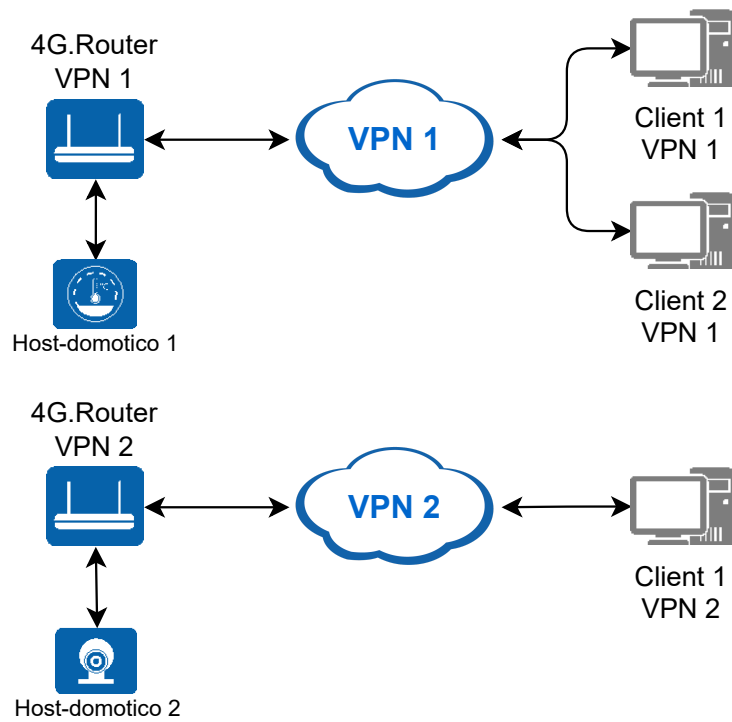 4G.Router
VPN 1
VPN 1
Client 1
VPN 1
°C
Host-domotico 1
Client 2
VPN 1
4G.Router
VPN 2
VPN 2
Client 1
VPN 2
Host-domotico 2